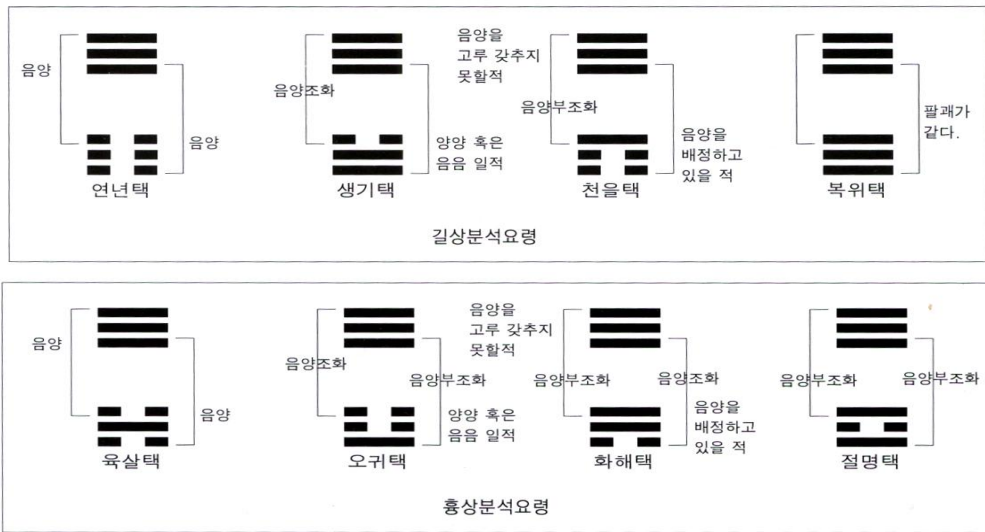 음양
음양
연년택
음양조화
양양 혹은
음음 일적
생기택
음양을
고루 갖추지
못할적
음양부조화
음양을
배정하고
있을 적
천을택
팔괘가
같다.
복위택
길상분석요령
음양
음양
육살택
음양조화
음양부조화
양양 혹은
음음 일적
오귀택
음양을
고루 갖추지
못할적
음양부조화
음양조화
음양을
배정하고
있을 적
화해택
음양부조화
음양부조화
절명택
흉상분석요령